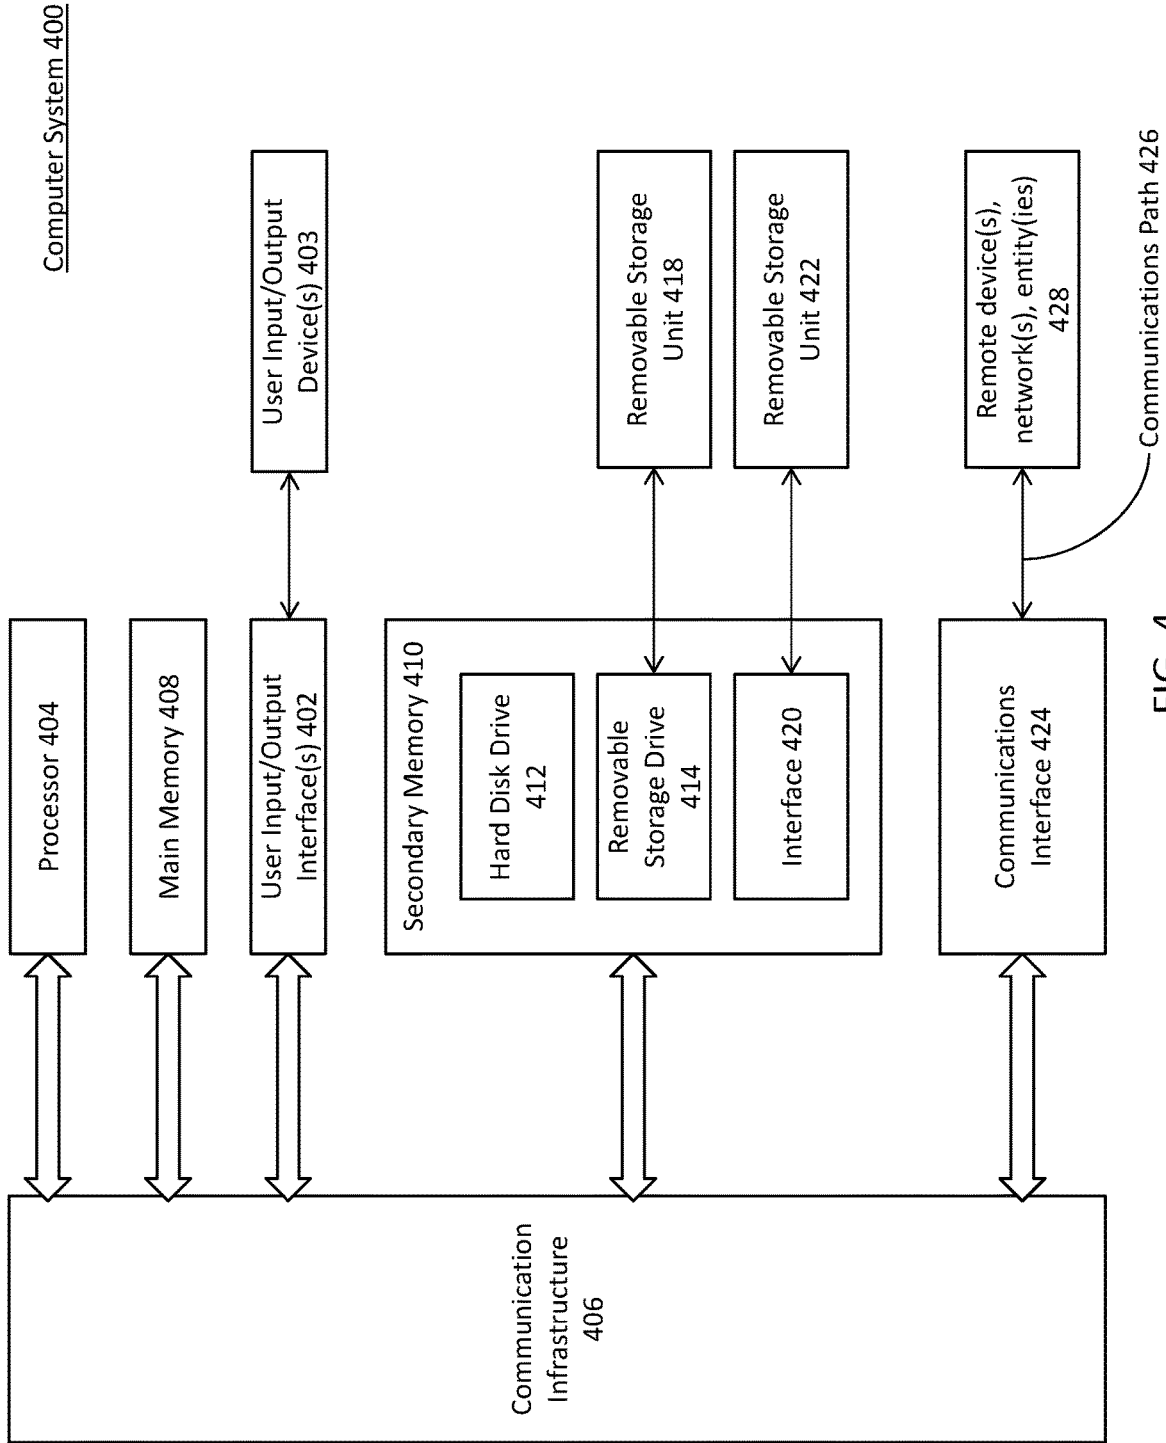 Computer System 400
Processor 404
Main Memory 408
User Input/Output
Interface(s) 402
User Input/Output
Device(s) 403
Communication
Infrastructure
406
Secondary Memory 410
Hard Disk Drive
412
Removable
Storage Drive
414
Removable Storage
Unit 418
Interface 420
Removable Storage
Unit 422
Communications
Interface 424
Remote device(s),
network(s), entity(ies)
428
Communications Path 426
FIG. 4